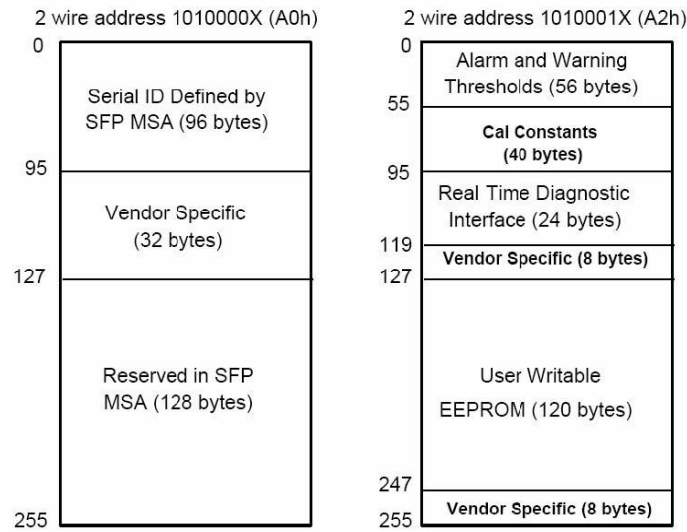 2 wire address 1010000X (A0h)
0
Serial ID Defined by
SFP MSA (96 bytes)
95
Vendor Specific
(32 bytes)
127
Reserved in SFP
MSA (128 bytes)
255
2 wire address 1010001X (A2h)
0
Alarm and Warning
Thresholds (56 bytes)
55
Cal Constants
(40 bytes)
95
Real Time Diagnostic
Interface (24 bytes)
119
Vendor Specific (8 bytes)
127
User Writable
EEPROM (120 bytes)
247
Vendor Specific (8 bytes)
255